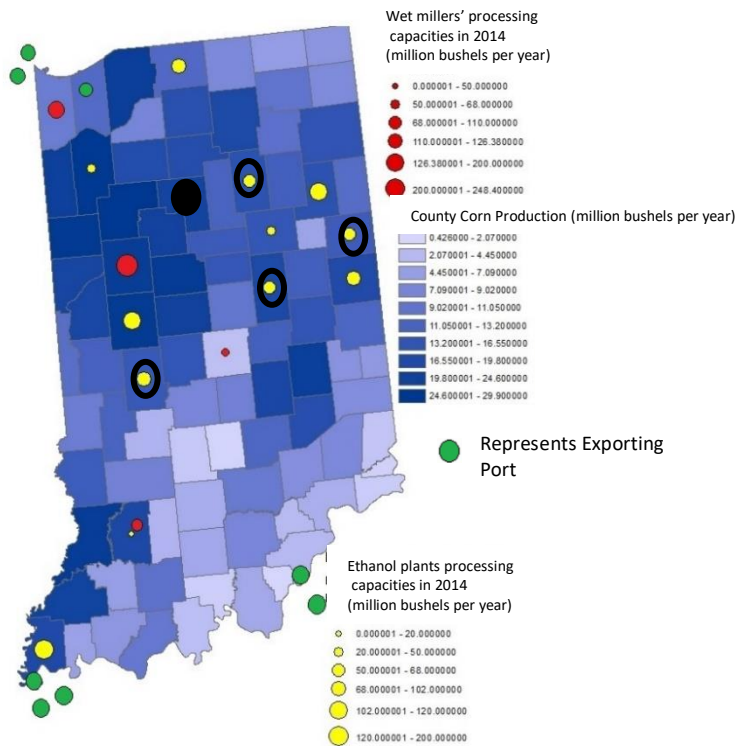 Wet millers’ processing
capacities in 2014
(million bushels per year)
0.000001 - 50.000000
50.000001 - 68.000000
68.000001 - 110.000000
110.000001 - 126.380000
126.380001 - 200.000000
200.000001 - 248.400000
County Corn Production (million bushels per year)
0.426000 - 2.070000
2.070001 - 4.450000
4.450001 - 7.090000
7.090001 - 9.020000
9.020001 - 11.050000
11.050001 - 13.200000
13.200001 - 16.550000
16.550001 - 19.800000
19.800001 - 24.600000
24.600001 - 29.900000
Represents Exporting
Port
Ethanol plants processing
capacities in 2014
(million bushels per year)
0.000001 - 20.000000
20.000001 - 50.000000
50.000001 - 68.000000
68.000001 - 102.000000
102.000001 - 120.000000
120.000001 - 200.000000